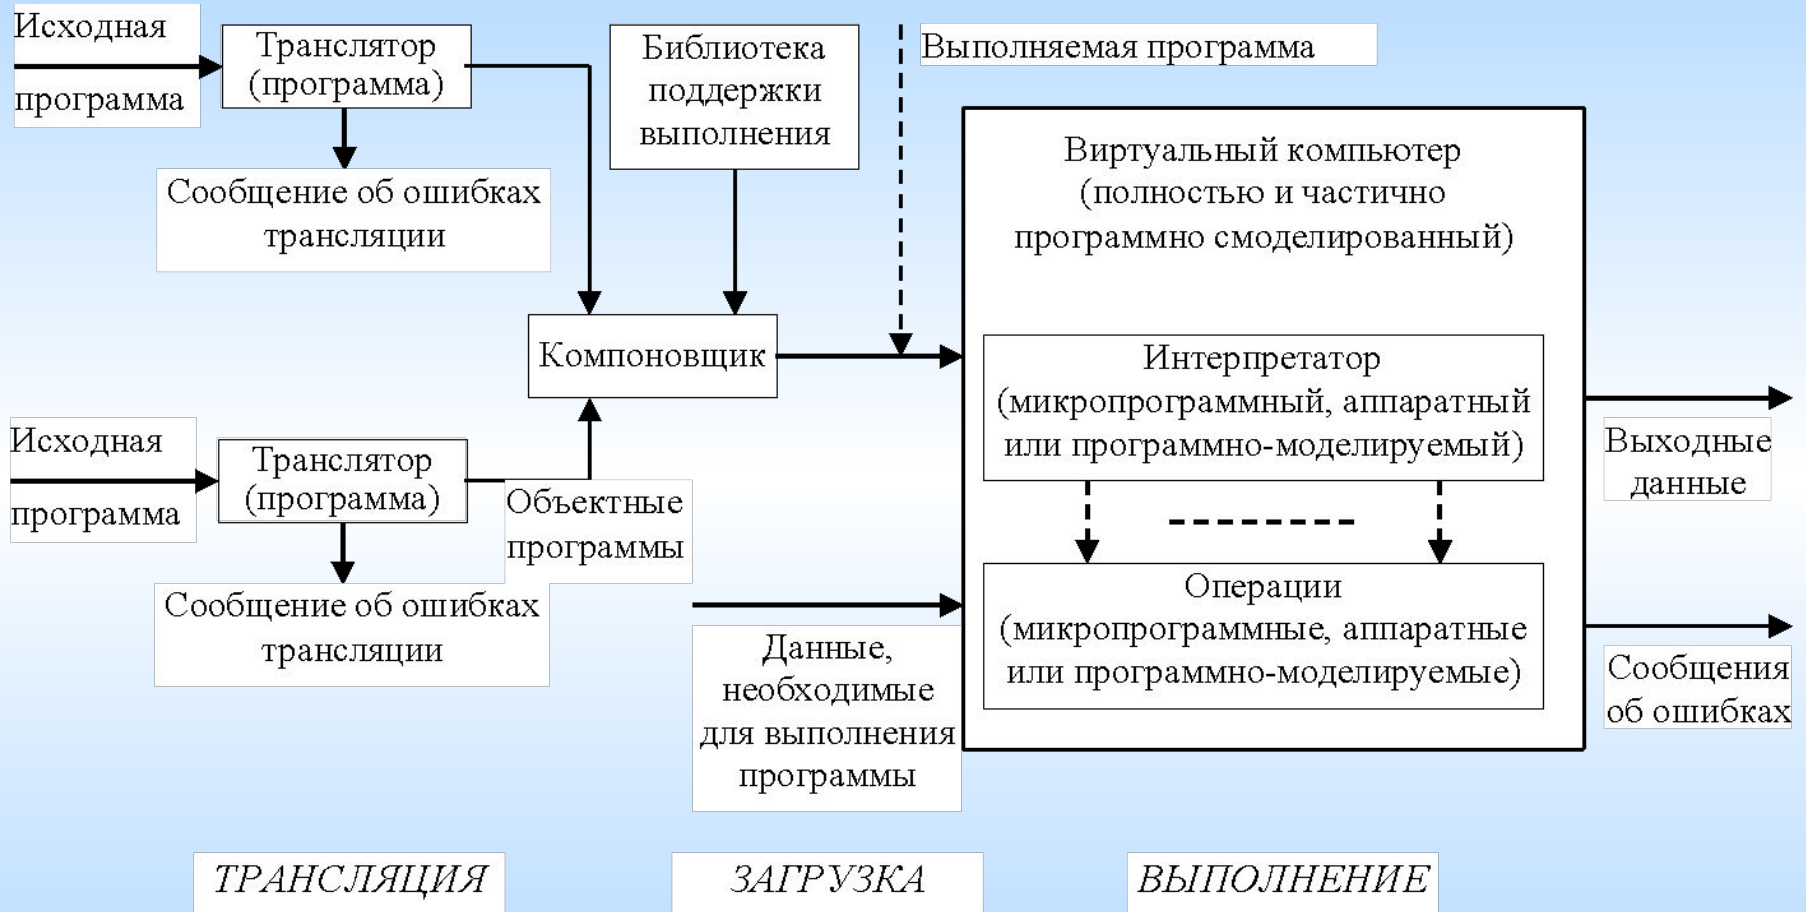 Исходная
программа
Транслятор
(программа)
Сообщение об ошибках
трансляции
Библиотека
поддержки
выполнения
Выполняемая программа
Виртуальный компьютер
(полностью и частично
программно смоделированный)
Компоновщик
Интерпретатор
(микропрограммный, аппаратный
или программно-моделируемый)
Исходная
программа
Транслятор
(программа)
Объектные
программы
Сообщение об ошибках
трансляции
Данные,
необходимые
для выполнения
программы
Операции
(микропрограммные, аппаратные
или программно-моделируемые)
Выходные
данные
Сообщения
об ошибках
ТРАНСЛЯЦИЯ
ЗАГРУЗКА
ВЫПОЛНЕНИЕ